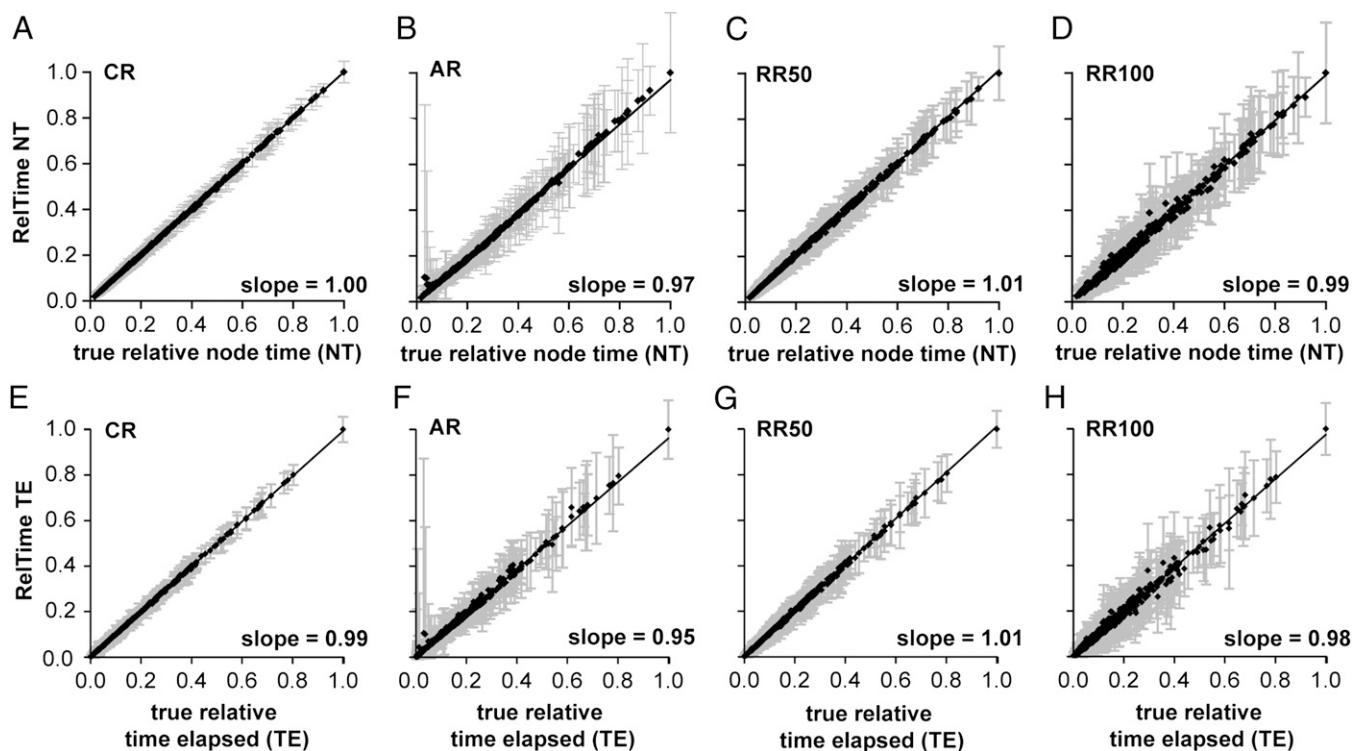 A
B
C
D
CR
AR
RR50
RR100
RelTime NT
1.0
0.8
0.6
0.4
0.2
0.0
slope = 1.00
slope = 0.97
slope = 1.01
slope = 0.99
0.0 0.2 0.4 0.6 0.8 1.0
0.0 0.2 0.4 0.6 0.8 1.0
0.0 0.2 0.4 0.6 0.8 1.0
0.0 0.2 0.4 0.6 0.8 1.0
true relative node time (NT)
true relative node time (NT)
true relative node time (NT)
true relative node time (NT)
E
F
G
H
CR
AR
RR50
RR100
RelTime TE
1.0
0.8
0.6
0.4
0.2
0.0
slope = 0.99
slope = 0.95
slope = 1.01
slope = 0.98
0.0 0.2 0.4 0.6 0.8 1.0
0.0 0.2 0.4 0.6 0.8 1.0
0.0 0.2 0.4 0.6 0.8 1.0
0.0 0.2 0.4 0.6 0.8 1.0
true relative
time elapsed (TE)
true relative
time elapsed (TE)
true relative
time elapsed (TE)
true relative
time elapsed (TE)